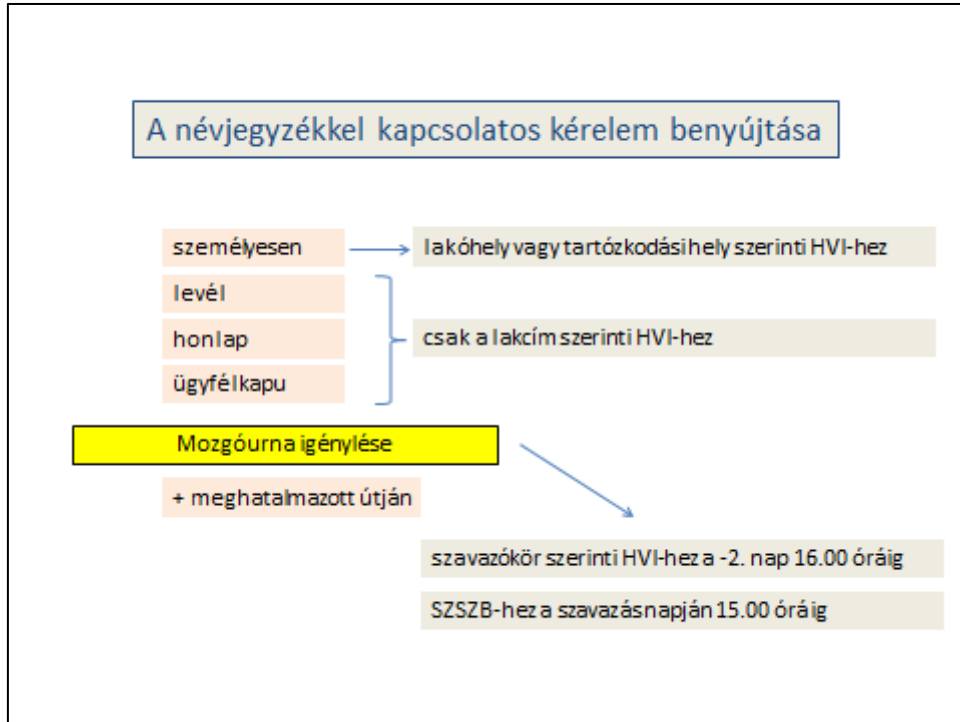 A névjegyzékkel kapcsolatos kérelem benyújtása
személyesen
lakóhely vagy tartózkodási hely szerinti HVI-hez
levél
honlap
ügyfélkapu
csak a lakcím szerinti HVI-hez
Mozgóurna igénylése
+ meghatalmazott útján
szavazókör szerinti HVI-hez a -2. nap 16.00 óráig
SZSZB-hez a szavazás napján 15.00 óráig